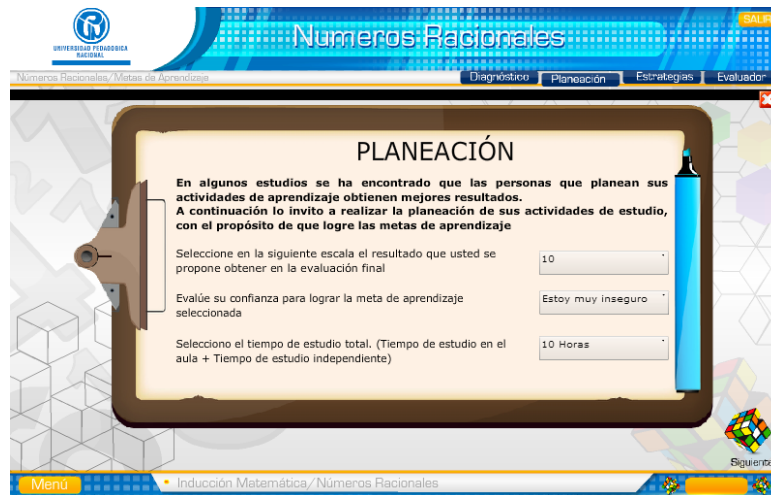 UNIVERSIDAD PEDAGÓGICA
NACIONAL
Numeros Racionales
SALIR
Números Racionales/Metas de Aprendizaje
Diagnóstico
Planeación
Estrategias
Evaluador
PLANEACIÓN
En algunos estudios se ha encontrado que las personas que planean sus
actividades de aprendizaje obtienen mejores resultados.
A continuación lo invito a realizar la planeación de sus actividades de estudio,
con el propósito de que logre las metas de aprendizaje
Seleccione en la siguiente escala el resultado que usted se
propone obtener en la evaluación final
10
Evalúe su confianza para lograr la meta de aprendizaje
seleccionada
Estoy muy inseguro
Selecciono el tiempo de estudio total. (Tiempo de estudio en el
aula + Tiempo de estudio independiente)
10 Horas
Siguiente
Menú
Inducción Matemática/Números Racionales